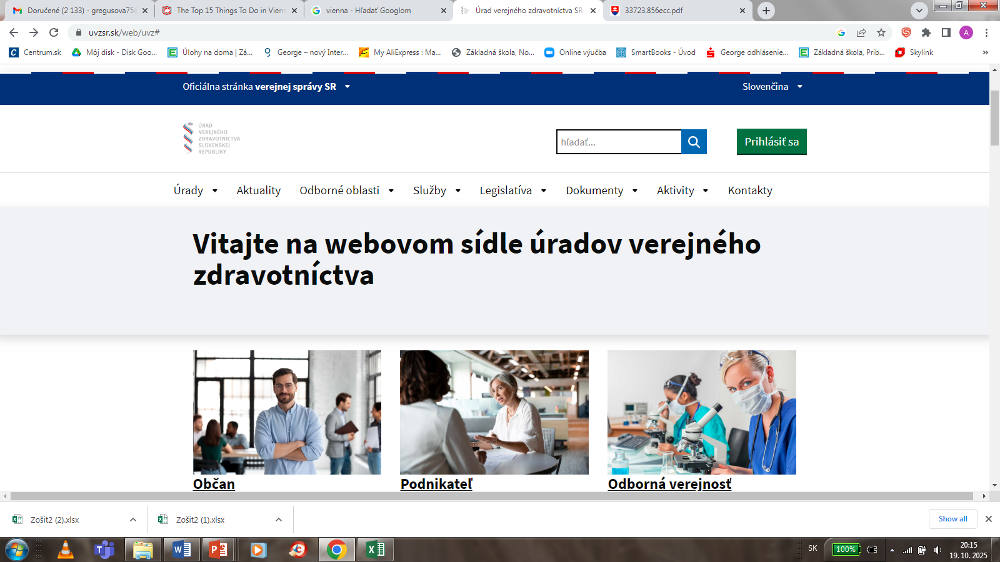 Doručené (2 133) - gregusova75
The Top 15 Things To Do in Vienn
vienna - Hľadať Googlom
Úrad verejného zdravotníctva SR
33723.856ecc.pdf
uvzsr.sk/web/uvz#
A
Centrum.sk
Môj disk - Disk Goo...
Úlohy na doma | Zá...
George – nový Inter...
My AliExpress : Ma...
Základná škola, No...
Online výučba
SmartBooks - Úvod
George odhlásenie...
Základná škola, Prib...
Skylink
»
Oficiálna stránka verejnej správy SR
Slovenčina
ÚRAD
VEREJNÉHO
ZDRAVOTNÍCTVA
SLOVENSKEJ
REPUBLIKY
hľadať...
Prihlásiť sa
Úrady
Aktuality
Odborné oblasti
Služby
Legislatíva
Dokumenty
Aktivity
Kontakty
Vitajte na webovom sídle úradov verejného
zdravotníctva
Občan
Podnikateľ
Odborná verejnosť
Zošit2 (2).xlsx
Zošit2 (1).xlsx
Show all
SK
100%
20:15
19. 10. 2025